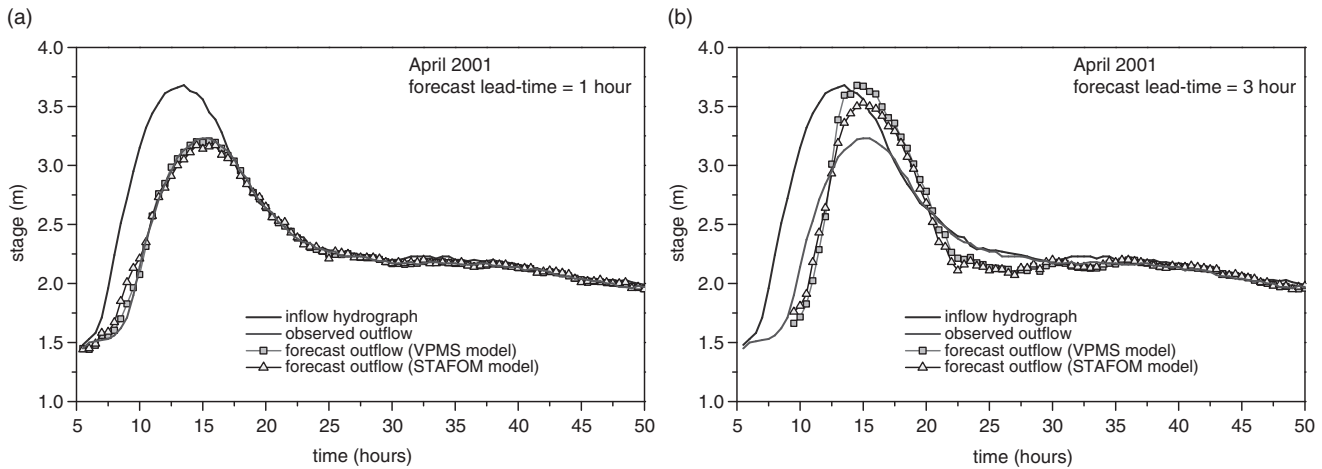 (a)
April 2001
forecast lead-time = 1 hour
4.0
3.5
3.0
2.5
2.0
1.5
1.0
stage (m)
inflow hydrograph
observed outflow
forecast outflow (VPMS model)
forecast outflow (STAFOM model)
5 10 15 20 25 30 35 40 45 50
time (hours)
(b)
April 2001
forecast lead-time = 3 hour
4.0
3.5
3.0
2.5
2.0
1.5
1.0
stage (m)
inflow hydrograph
observed outflow
forecast outflow (VPMS model)
forecast outflow (STAFOM model)
5 10 15 20 25 30 35 40 45 50
time (hours)